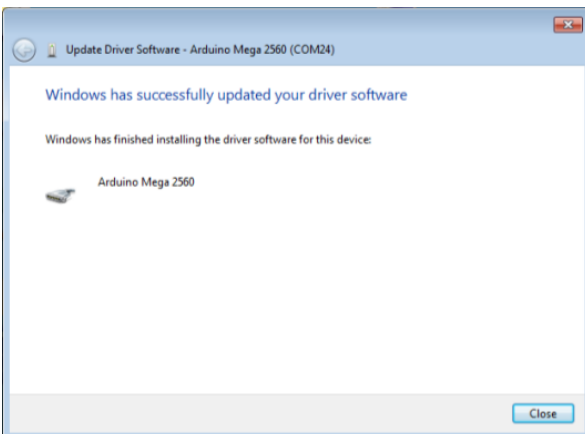 Update Driver Software - Arduino Mega 2560 (COM24)
Windows has successfully updated your driver software
Windows has finished installing the driver software for this device:
Arduino Mega 2560
Close